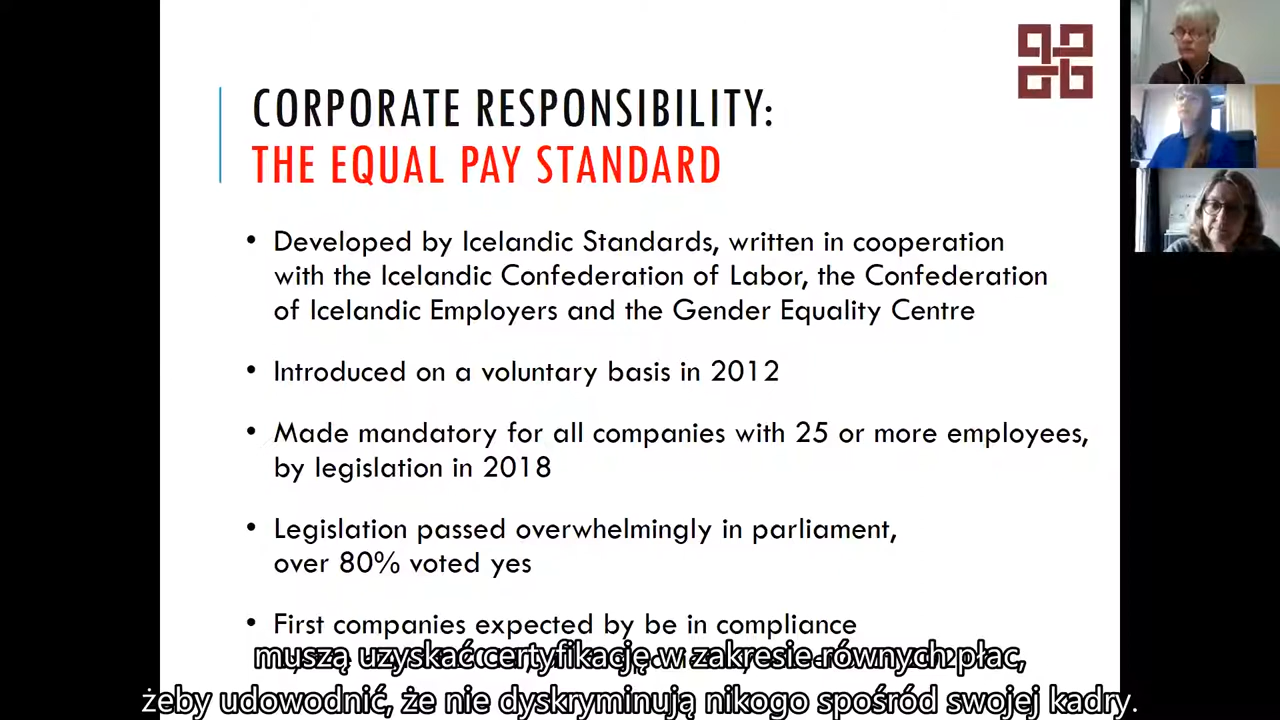 CORPORATE RESPONSIBILITY:
THE EQUAL PAY STANDARD
• Developed by Icelandic Standards, written in cooperation
with the Icelandic Confederation of Labor, the Confederation
of Icelandic Employers and the Gender Equality Centre
• Introduced on a voluntary basis in 2012
• Made mandatory for all companies with 25 or more employees,
by legislation in 2018
• Legislation passed overwhelmingly in parliament,
over 80% voted yes
• First companies expected by be in compliance
muszą uzyskać certyfikację w zakresie równych płac,
żeby udowodnić, że nie dyskryminują nikogo spośród swojej kadry.